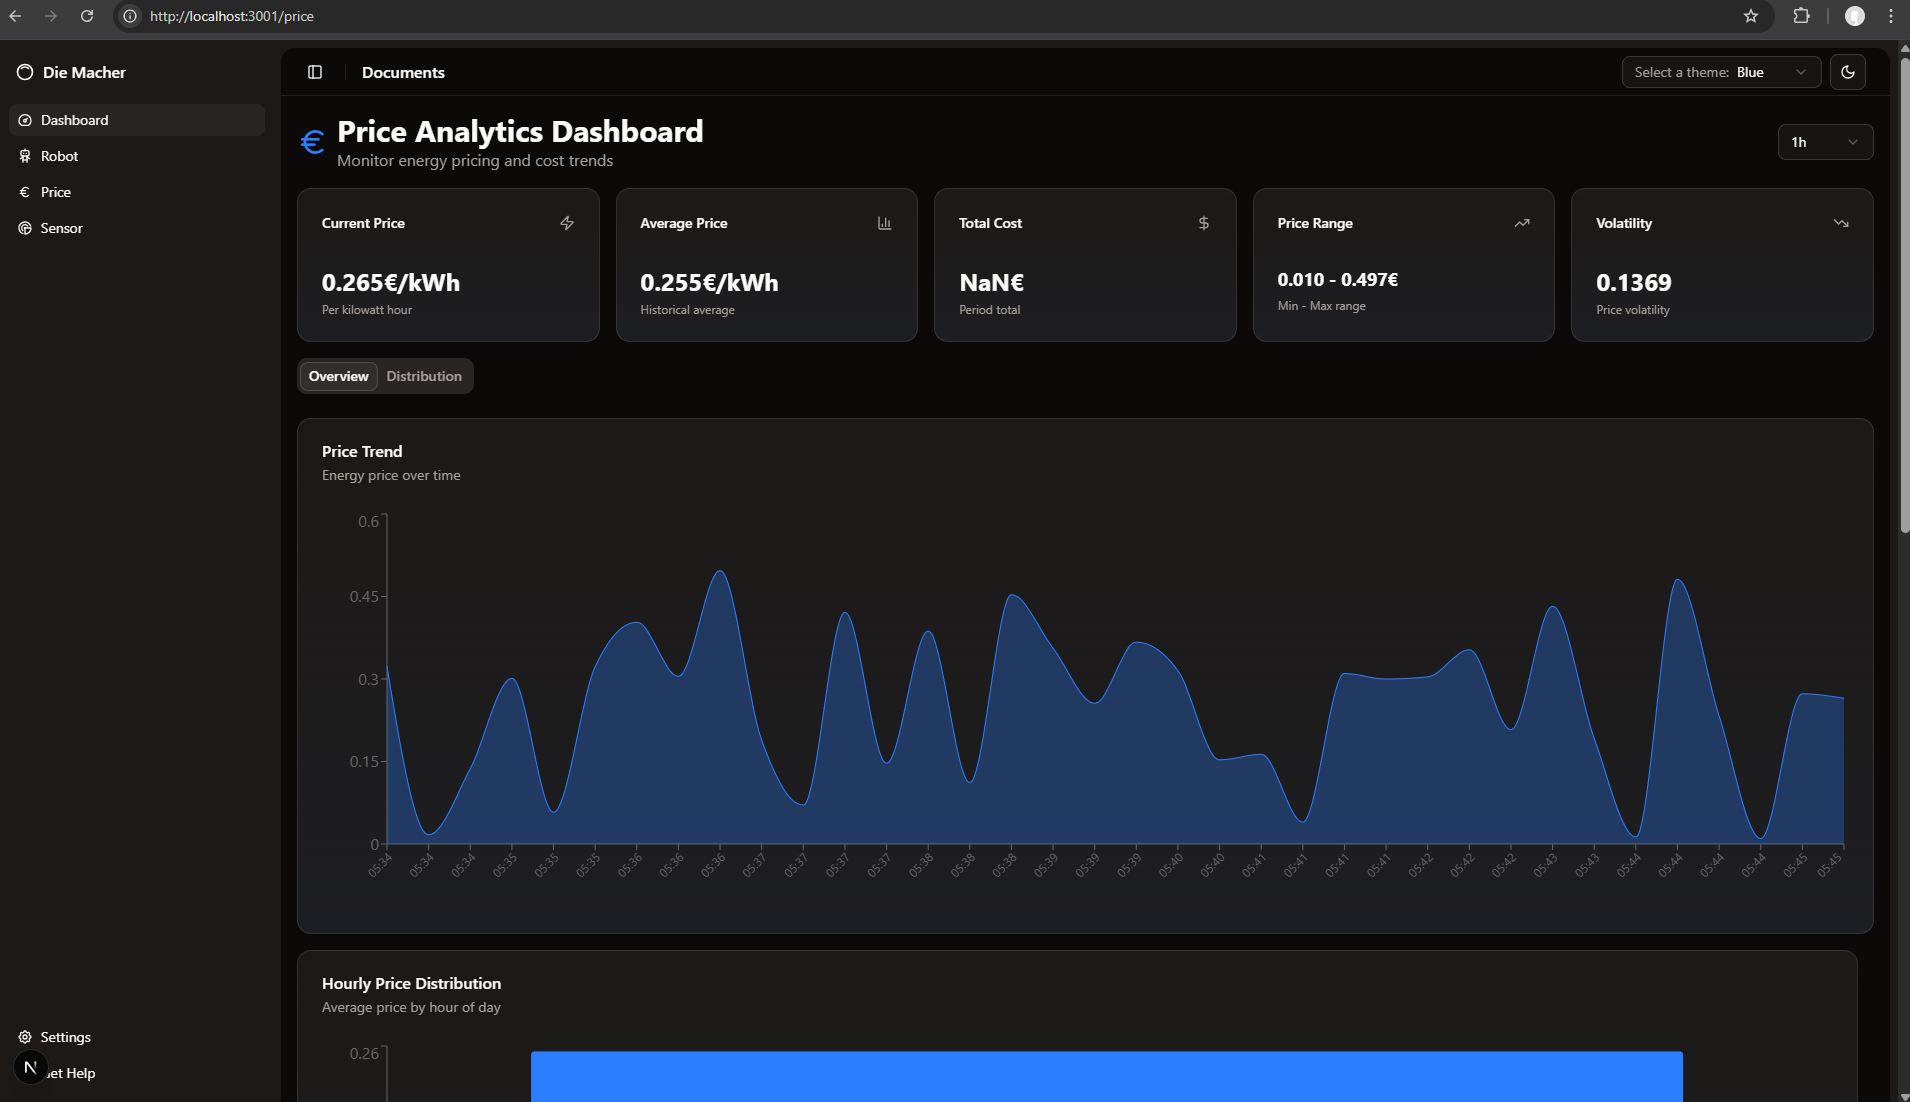 http://localhost:3001/price
Die Macher
Dashboard
Robot
Price
Sensor
Settings
N
et Help
Documents
Select a theme: Blue
€ Price Analytics Dashboard
Monitor energy pricing and cost trends
1h
Current Price
0.265€/kWh
Per kilowatt hour
Average Price
0.255€/kWh
Historical average
Total Cost
$
NaN€
Period total
Price Range
0.010 - 0.497€
Min - Max range
Volatility
0.1369
Price volatility
Overview Distribution
Price Trend
Energy price over time
0.6
0.45
0.3
0.15
0
05:34 05:34 05:34 05:35 05:35 05:35 05:36 05:36 05:36 05:37 05:37 05:37 05:37 05:38 05:38 05:38 05:39 05:39 05:39 05:40 05:40 05:41 05:41 05:41 05:41 05:42 05:42 05:42 05:43 05:43 05:44 05:44 05:44 05:44 05:45 05:45
Hourly Price Distribution
Average price by hour of day
0.26